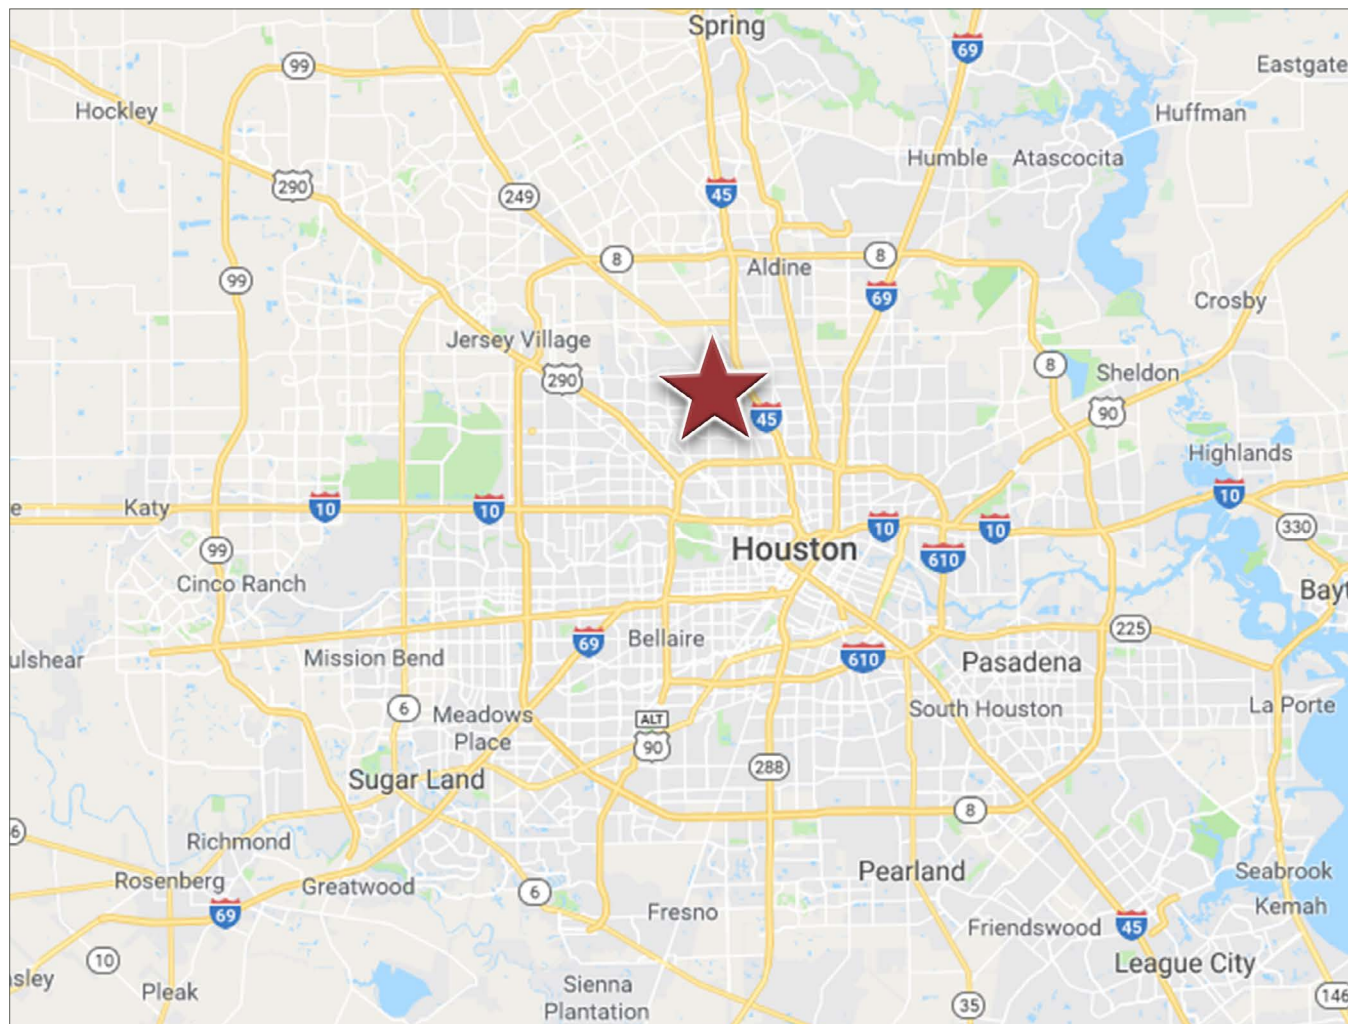 Spring
69
Eastgate
99
Hockley
Huffman
Humble
Atascocita
290
249
45
8
8
Aldine
99
69
Crosby
Jersey Village
290
8
Sheldon
90
45
Highlands
e
Katy
10
10
10
10
10
330
99
Houston
610
Cinco Ranch
Bayt
225
69
Bellaire
ulshear
Mission Bend
610
Pasadena
6
Meadows
Place
South Houston
La Porte
ALT
90
288
Sugar Land
8
6
Richmond
Rosenberg
Greatwood
6
Pearland
Seabrook
Kemah
69
Fresno
Friendswood
45
10
League City
sley
Pleak
Sienna
Plantation
35
146